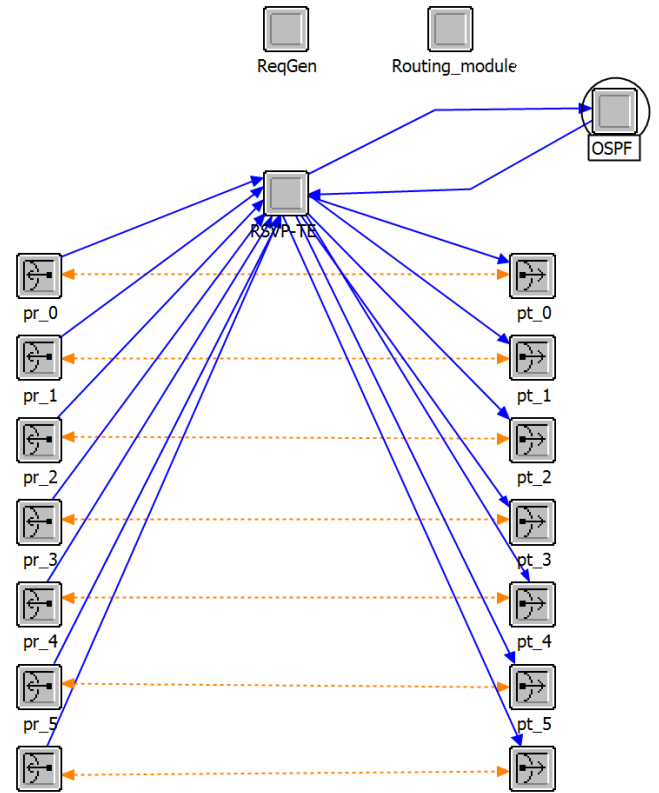 ReqGen
Routing_module
OSPF
RSVP-TE
pr_0
pt_0
pr_1
pt_1
pr_2
pt_2
pr_3
pt_3
pr_4
pt_4
pr_5
pt_5